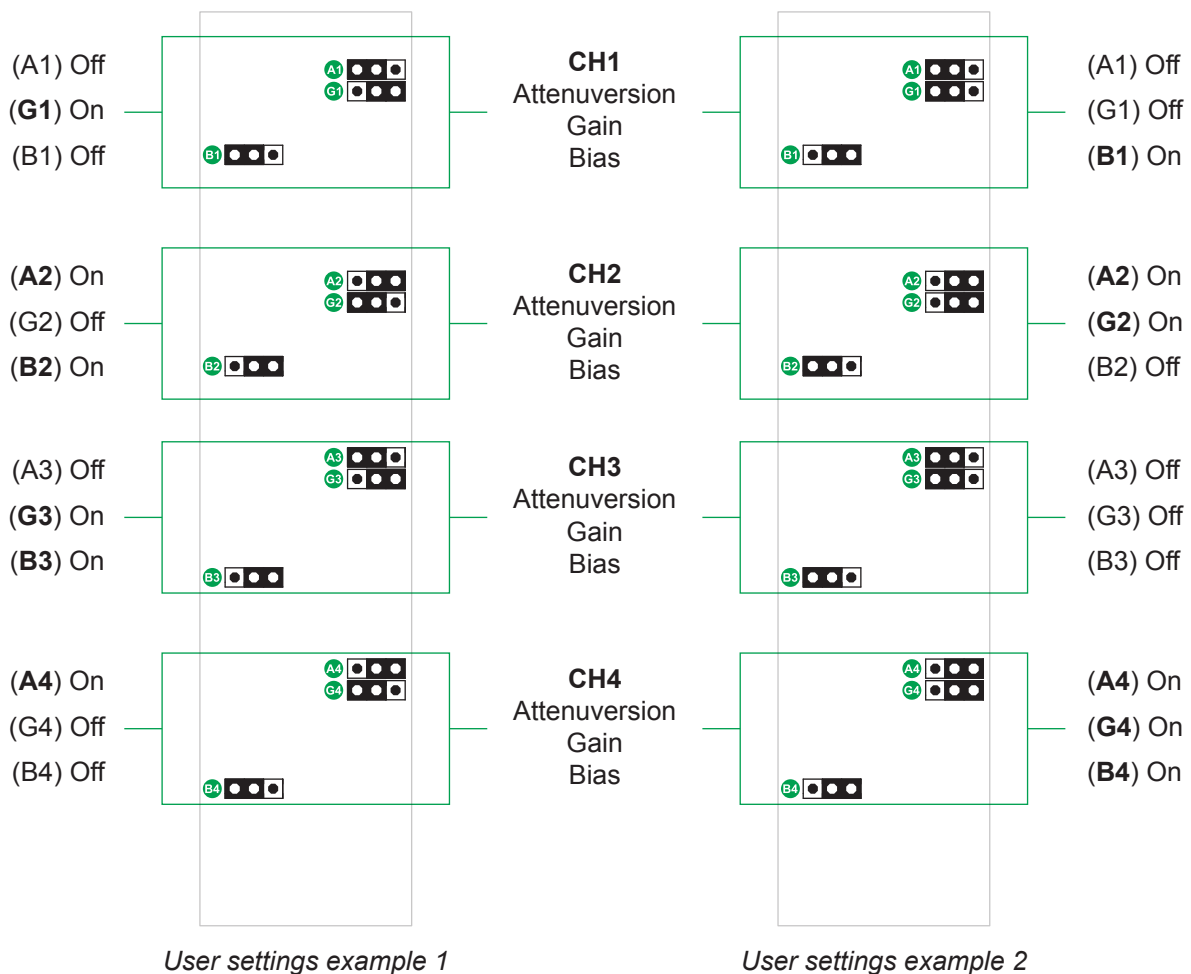 (A1) Off
(G1) On
(B1) Off
A1
G1
B1
CH1
Attenuversion
Gain
Bias
A1
G1
B1
(A1) Off
(G1) Off
(B1) On
(A2) On
(G2) Off
(B2) On
A2
G2
B2
CH2
Attenuversion
Gain
Bias
A2
G2
B2
(A2) On
(G2) On
(B2) Off
(A3) Off
(G3) On
(B3) On
A3
G3
B3
CH3
Attenuversion
Gain
Bias
A3
G3
B3
(A3) Off
(G3) Off
(B3) Off
(A4) On
(G4) Off
(B4) Off
A4
G4
B4
CH4
Attenuversion
Gain
Bias
A4
G4
B4
(A4) On
(G4) On
(B4) On
User settings example 1
User settings example 2